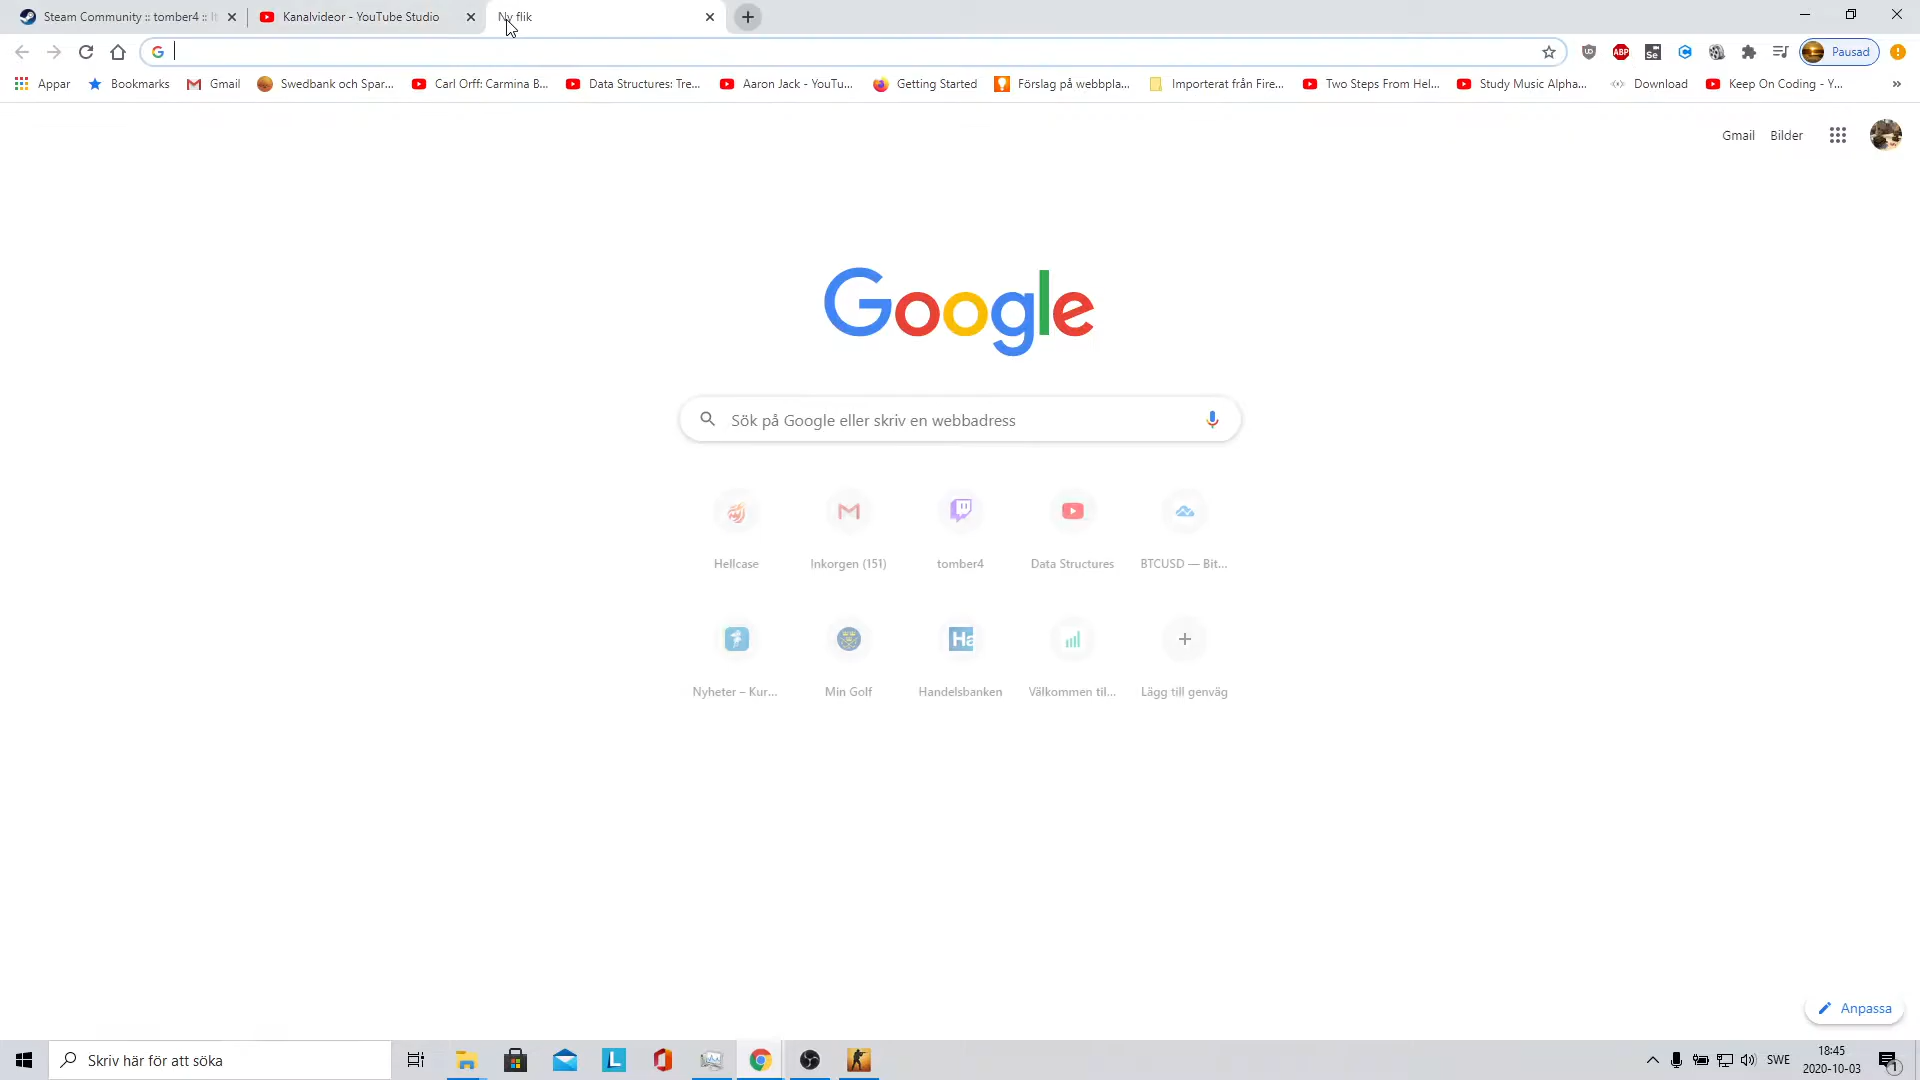 Steam Community :: tomber4 :: It
Kanalvideor - YouTube Studio
Ny flik
Pausad
Appar
Bookmarks
Gmail
Swedbank och Spar...
Carl Orff: Carmina B...
Data Structures: Tre...
Aaron Jack - YouTu...
Getting Started
Förslag på webbpla...
Importerat från Fire...
Two Steps From Hel...
Study Music Alpha...
Download
Keep On Coding - Y...
Gmail Bilder
Google
Sök på Google eller skriv en webbadress
Hellcase
Inkorgen (151)
tomber4
Data Structures
BTCUSD — Bit...
Nyheter – Kur...
Min Golf
Handelsbanken
Välkommen til...
Lägg till genväg
Anpassa
Skriv här för att söka
SWE
18:45
2020-10-03